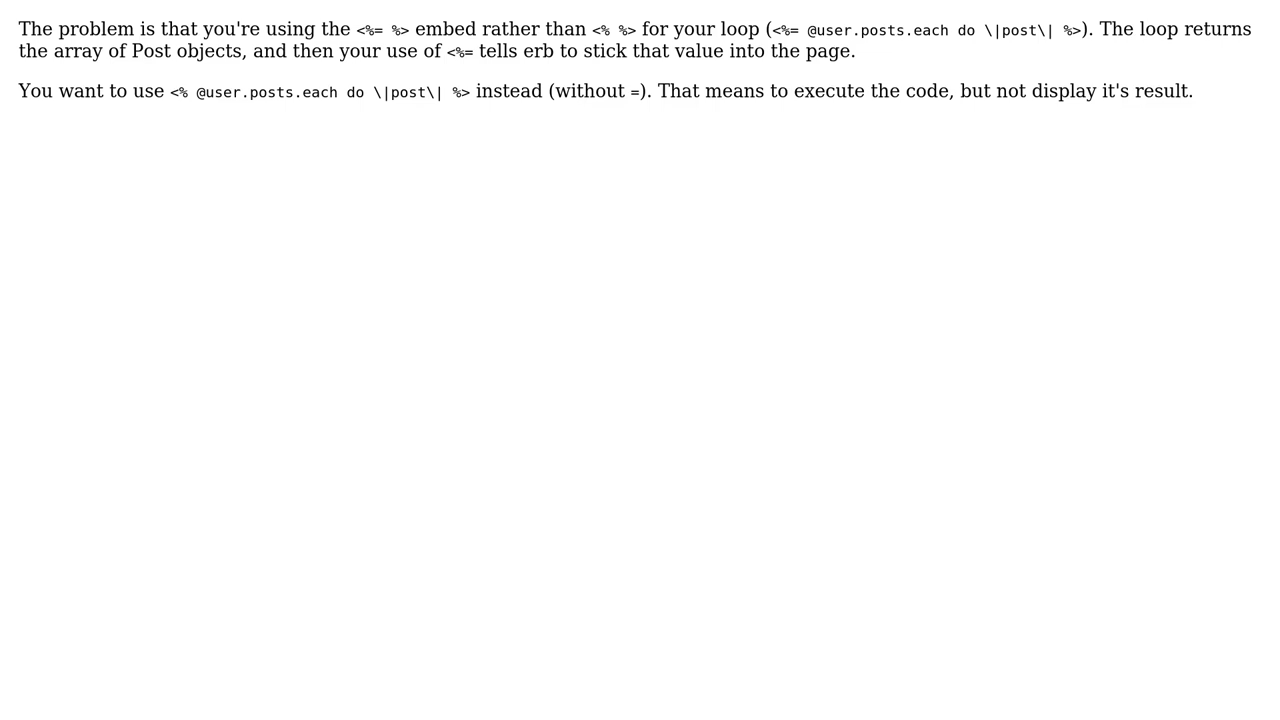 The problem is that you're using the <%= %> embed rather than <% %> for your loop (<%= @user.posts.each do \|post\| %>). The loop returns
the array of Post objects, and then your use of <%= tells erb to stick that value into the page.
You want to use <% @user.posts.each do \|post\| %> instead (without =). That means to execute the code, but not display it's result.